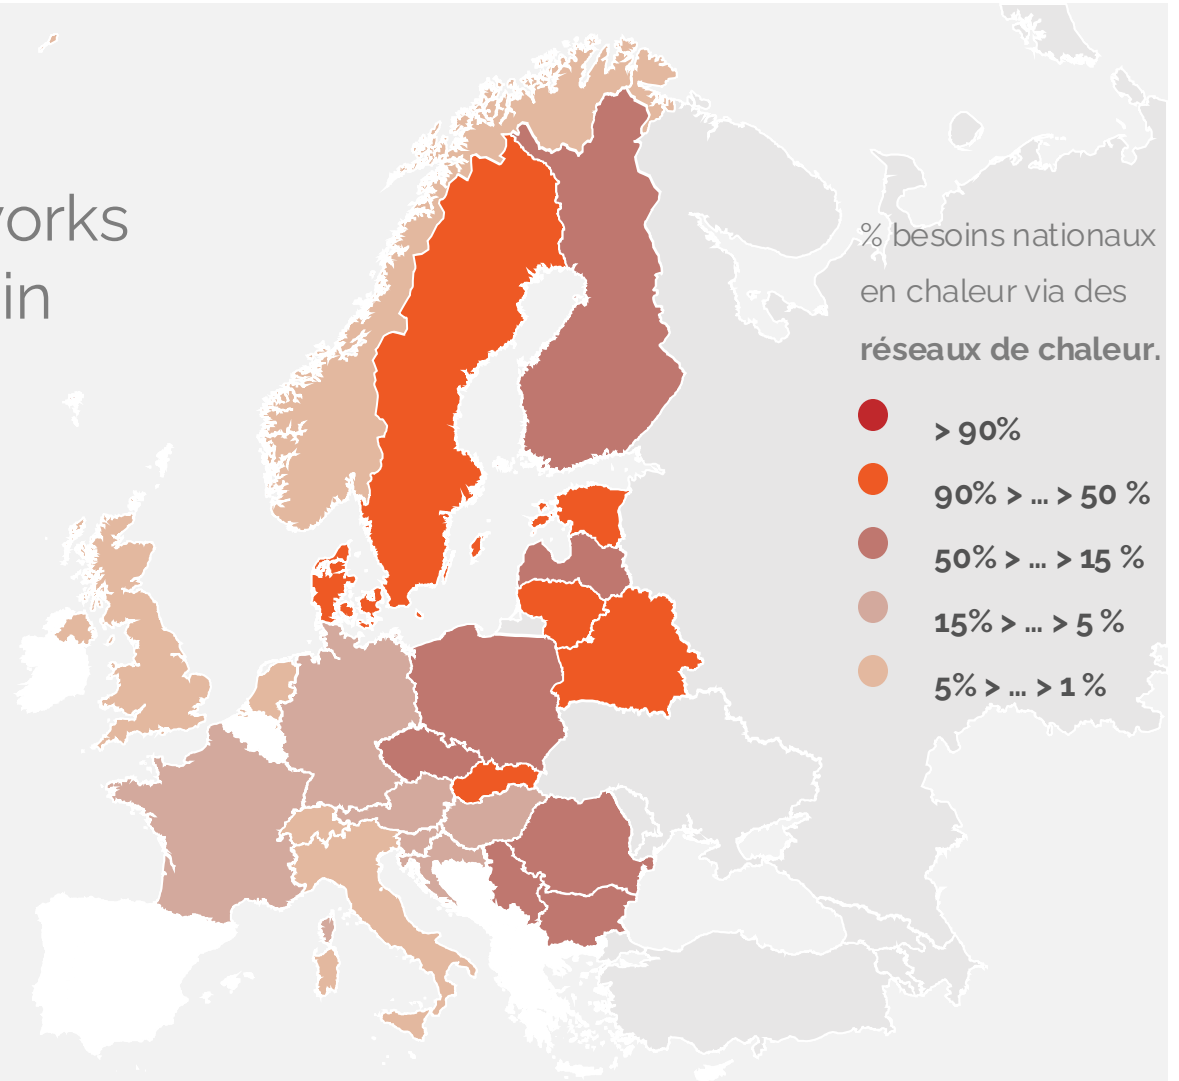 orks
in
% besoins nationaux
en chaleur via des
réseaux de chaleur.
> 90%
90% > ... > 50 %
50% > ... > 15 %
15% > ... > 5 %
5% > ... > 1 %